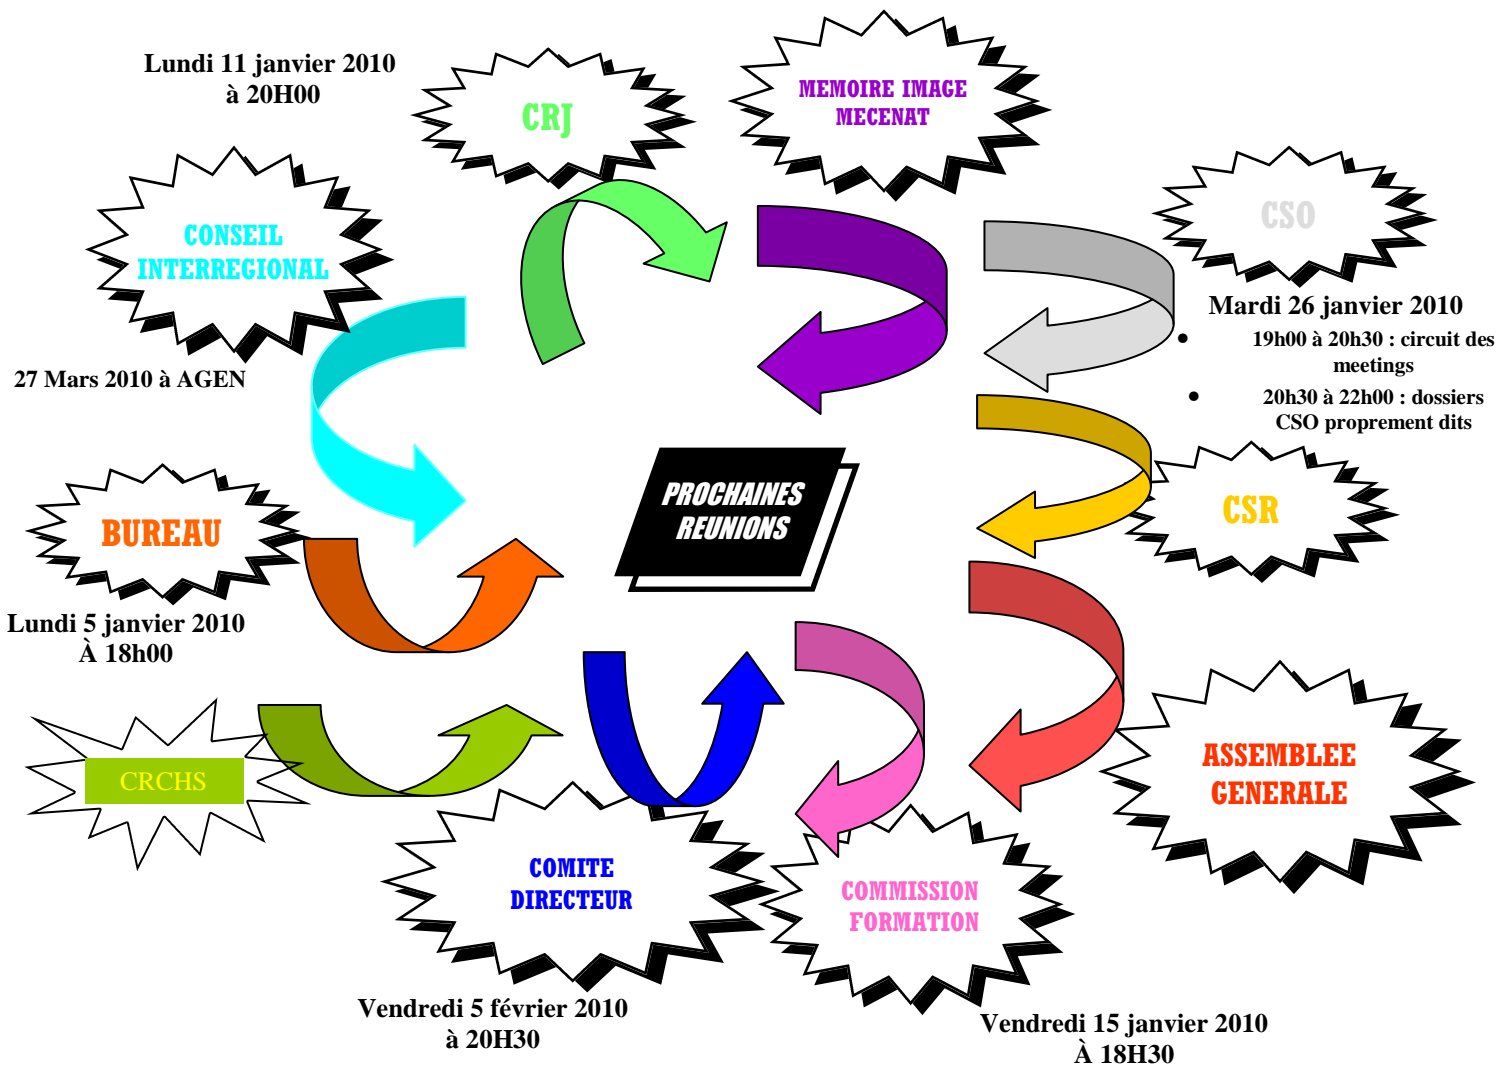 Lundi 11 janvier 2010
à 20H00
CRJ
MEMOIRE IMAGE
MECENAT
CONSEIL
INTERREGIONAL
27 Mars 2010 à AGEN
CSO
Mardi 26 janvier 2010
• 19h00 à 20h30 : circuit des
meetings
• 20h30 à 22h00 : dossiers
CSO proprement dits
PROCHAINES
REUNIONS
CSR
BUREAU
Lundi 5 janvier 2010
À 18h00
CRCHS
ASSEMBLEE
GENERALE
COMITE
DIRECTEUR
Vendredi 5 février 2010
à 20H30
COMMISSION
FORMATION
Vendredi 15 janvier 2010
À 18H30